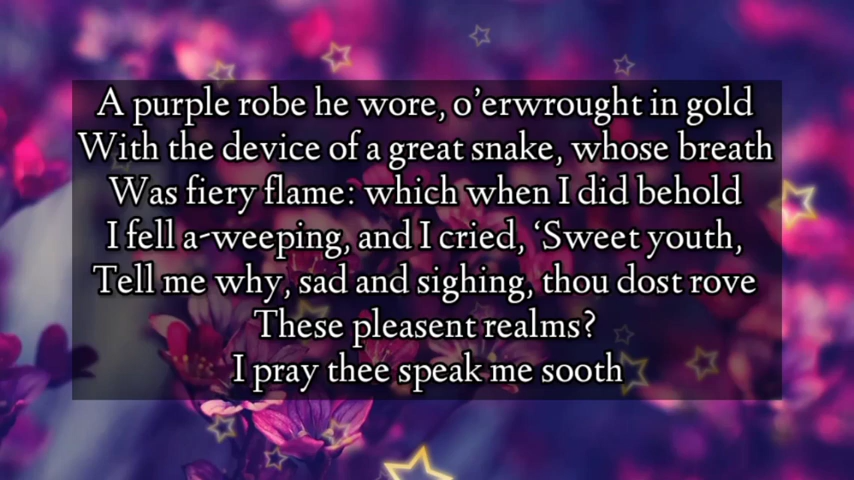 A purple robe he wore, o’erwrought in gold
With the device of a great snake, whose breath
Was fiery flame: which when I did behold
I fell a-weeping, and I cried, ‘Sweet youth,
Tell me why, sad and sighing, thou dost rove
These pleasent realms?
I pray thee speak me sooth